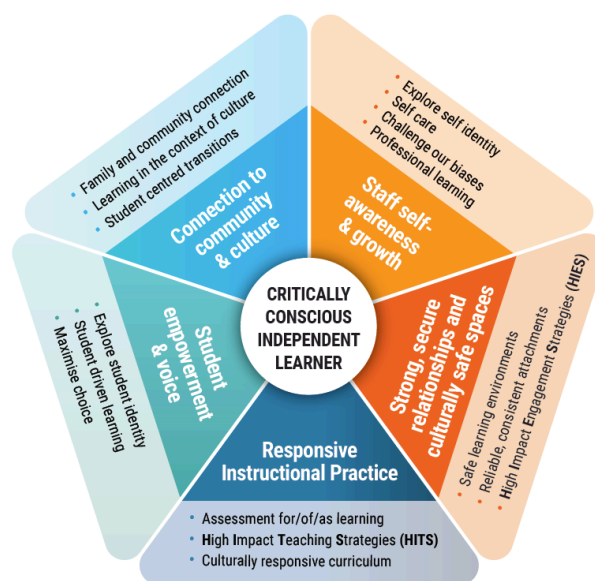 CRITICALLY
CONSCIOUS
INDEPENDENT
LEARNER
Connection to
community
& culture
• Family and community connection
• Learning in the context of culture
• Student centred transitions
Staff self-
awareness
& growth
• Explore self identity
• Self care
• Challenge our biases
• Professional learning
Strong, secure
relationships and
culturally safe spaces
• Safe learning environments
• Reliable, consistent attachments
• High Impact Engagement Strategies (HIES)
Responsive
Instructional Practice
• Assessment for/of/as learning
• High Impact Teaching Strategies (HITS)
• Culturally responsive curriculum
Student
empowerment
& voice
• Explore student identity
• Student driven learning
• Maximise choice